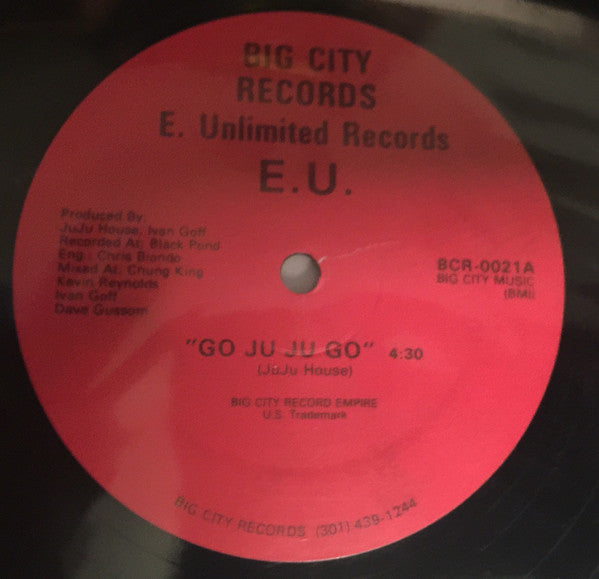 BIG CITY
RECORDS
E. Unlimited Records
E.U.
Produced By:
JuJu House, Ivan Goff
Recorded At: Black Pond
Eng.: Chris Biondo
Mixed At: Chung King
Kevin Reynolds
Ivan Goff
Dave Gussom
BCR-0021A
BIG CITY MUSIC
(BMI)
"GO JU JU GO" 4:30
(JuJu House)
BIG CITY RECORD EMPIRE
U.S. Trademark
BIG CITY RECORDS (301) 439-1244